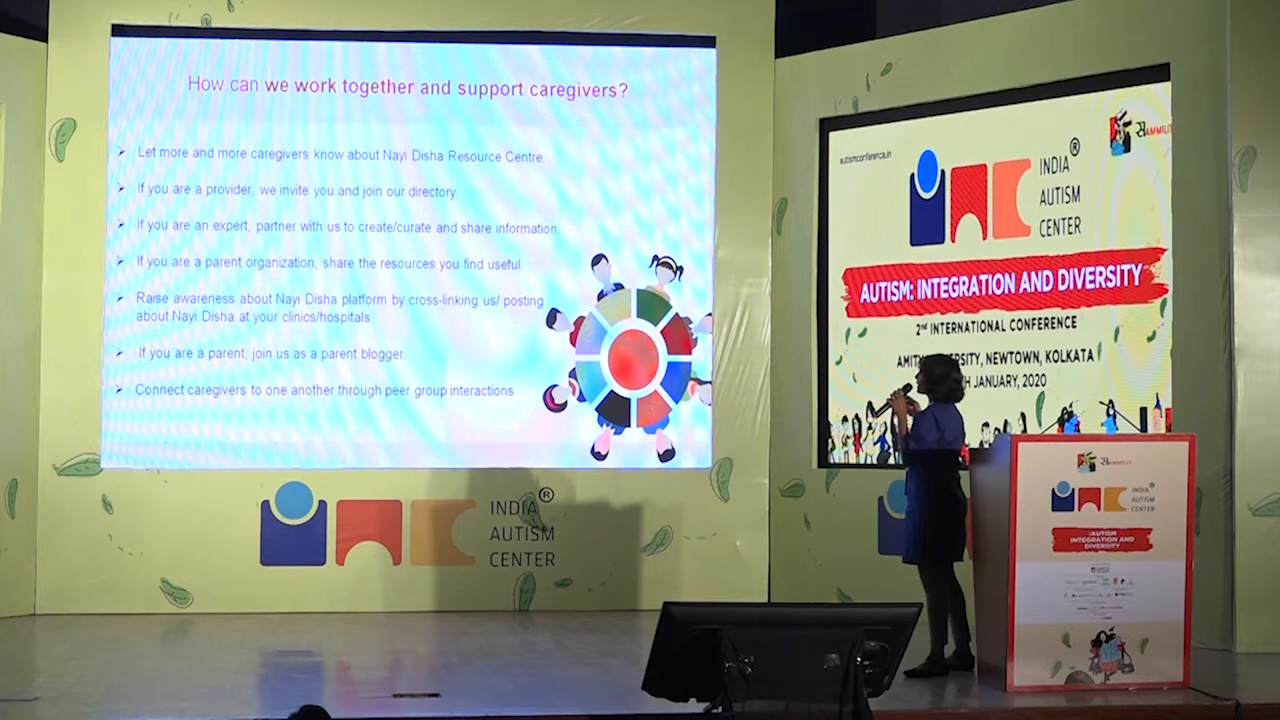 How can we work together and support caregivers?
Let more and more caregivers know about Nayi Disha Resource Centre.
If you are a provider, we invite you and join our directory.
If you are an expert, partner with us to create/curate and share information
If you are a parent organization, share the resources you find useful.
Raise awareness about Nayi Disha platform by cross-linking us/ posting
about Nayi Disha at your clinics/hospitals.
If you are a parent, join us as a parent blogger.
Connect caregivers to one another through peer group interactions
INDIA ®
AUTISM
CENTER
autismconference.in
INDIA ®
AUTISM
CENTER
AUTISM: INTEGRATION AND DIVERSITY
2nd INTERNATIONAL CONFERENCE
NEWTOWN, KOLKATA
JANUARY, 2020
INDIA ®
AUTISM
CENTER
AUTISM
INTEGRATION AND
DIVERSITY